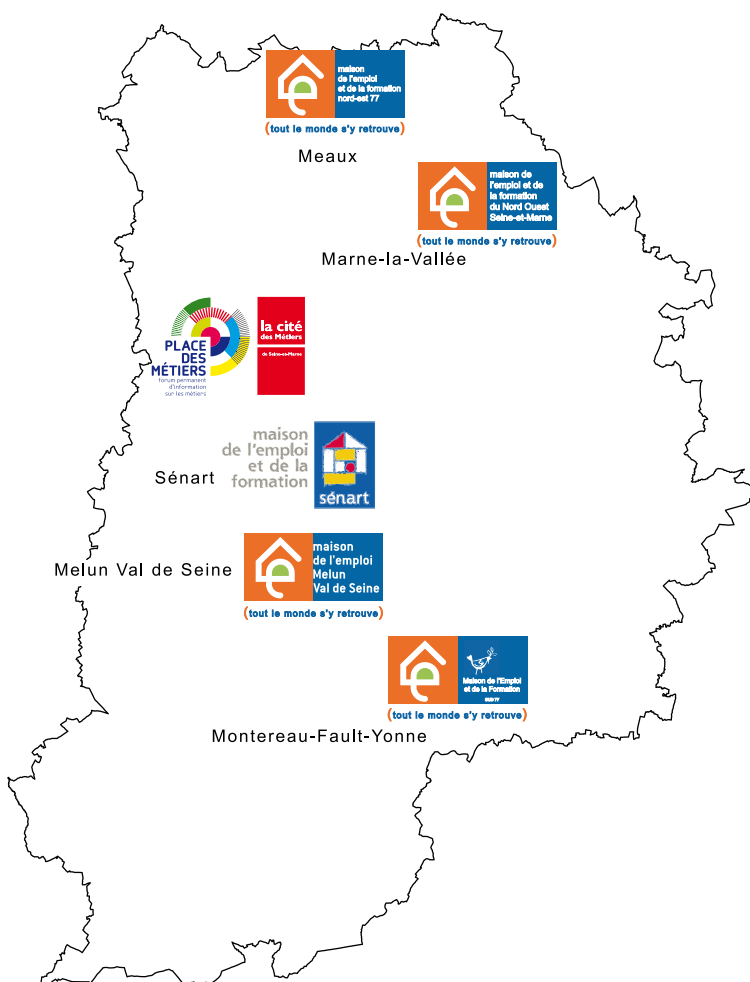 maison
de l'emploi
et de la formation
nord-est 77
(tout le monde s'y retrouve)
Meaux
maison de
l'emploi et de
la formation
du Nord Ouest
Seine-et-Marne
(tout le monde s'y retrouve)
Marne-la-Vallée
PLACE
DES
MÉTIERS
forum permanent
d'information
sur les métiers
la cité
des Métiers
de Seine-et-Marne
Sénart
maison
de l'emploi
et de la
formation
sénart
Melun Val de Seine
maison
de l'emploi
Melun
Val de Seine
(tout le monde s'y retrouve)
Maison de l'Emploi
et de la Formation
SUD 77
(tout le monde s'y retrouve)
Montereau-Fault-Yonne